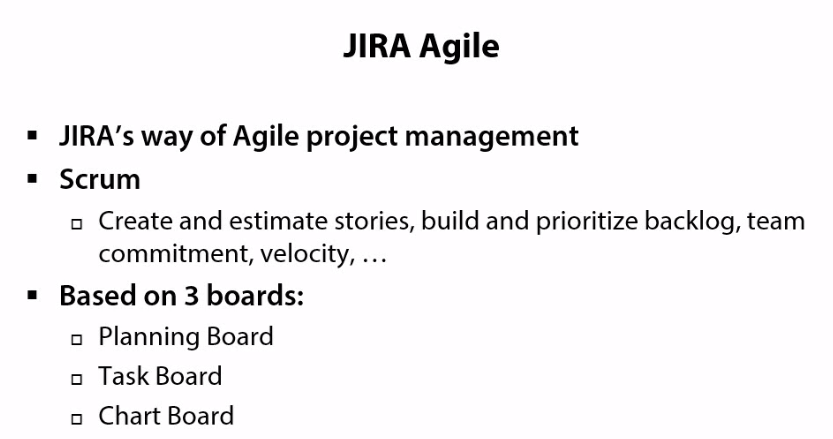 JIRA Agile
▪ JIRA’s way of Agile project management
▪ Scrum
▫ Create and estimate stories, build and prioritize backlog, team
commitment, velocity, …
▪ Based on 3 boards:
▫ Planning Board
▫ Task Board
▫ Chart Board